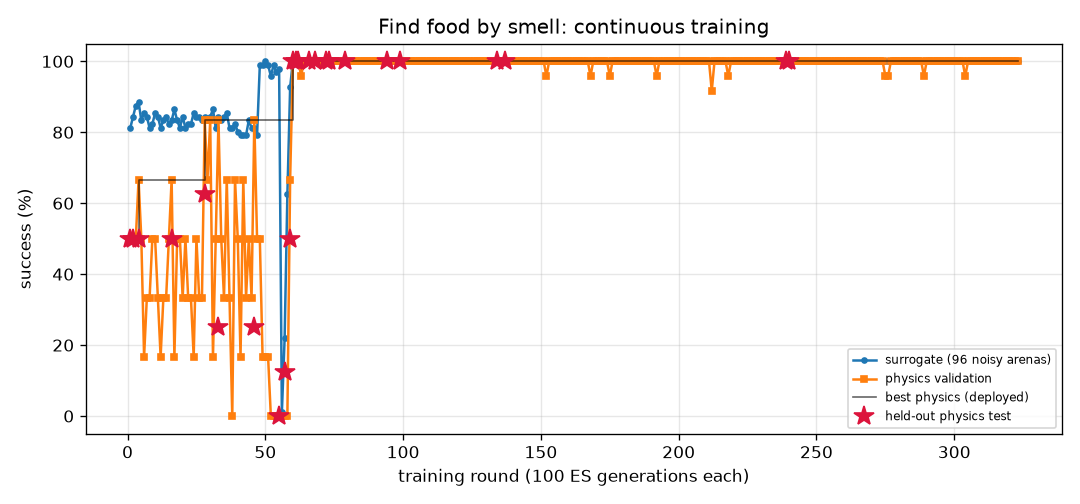 Find food by smell: continuous training
success (%)
100
80
60
40
20
0
0 50 100 150 200 250 300
training round (100 ES generations each)
surrogate (96 noisy arenas)
physics validation
best physics (deployed)
held-out physics test